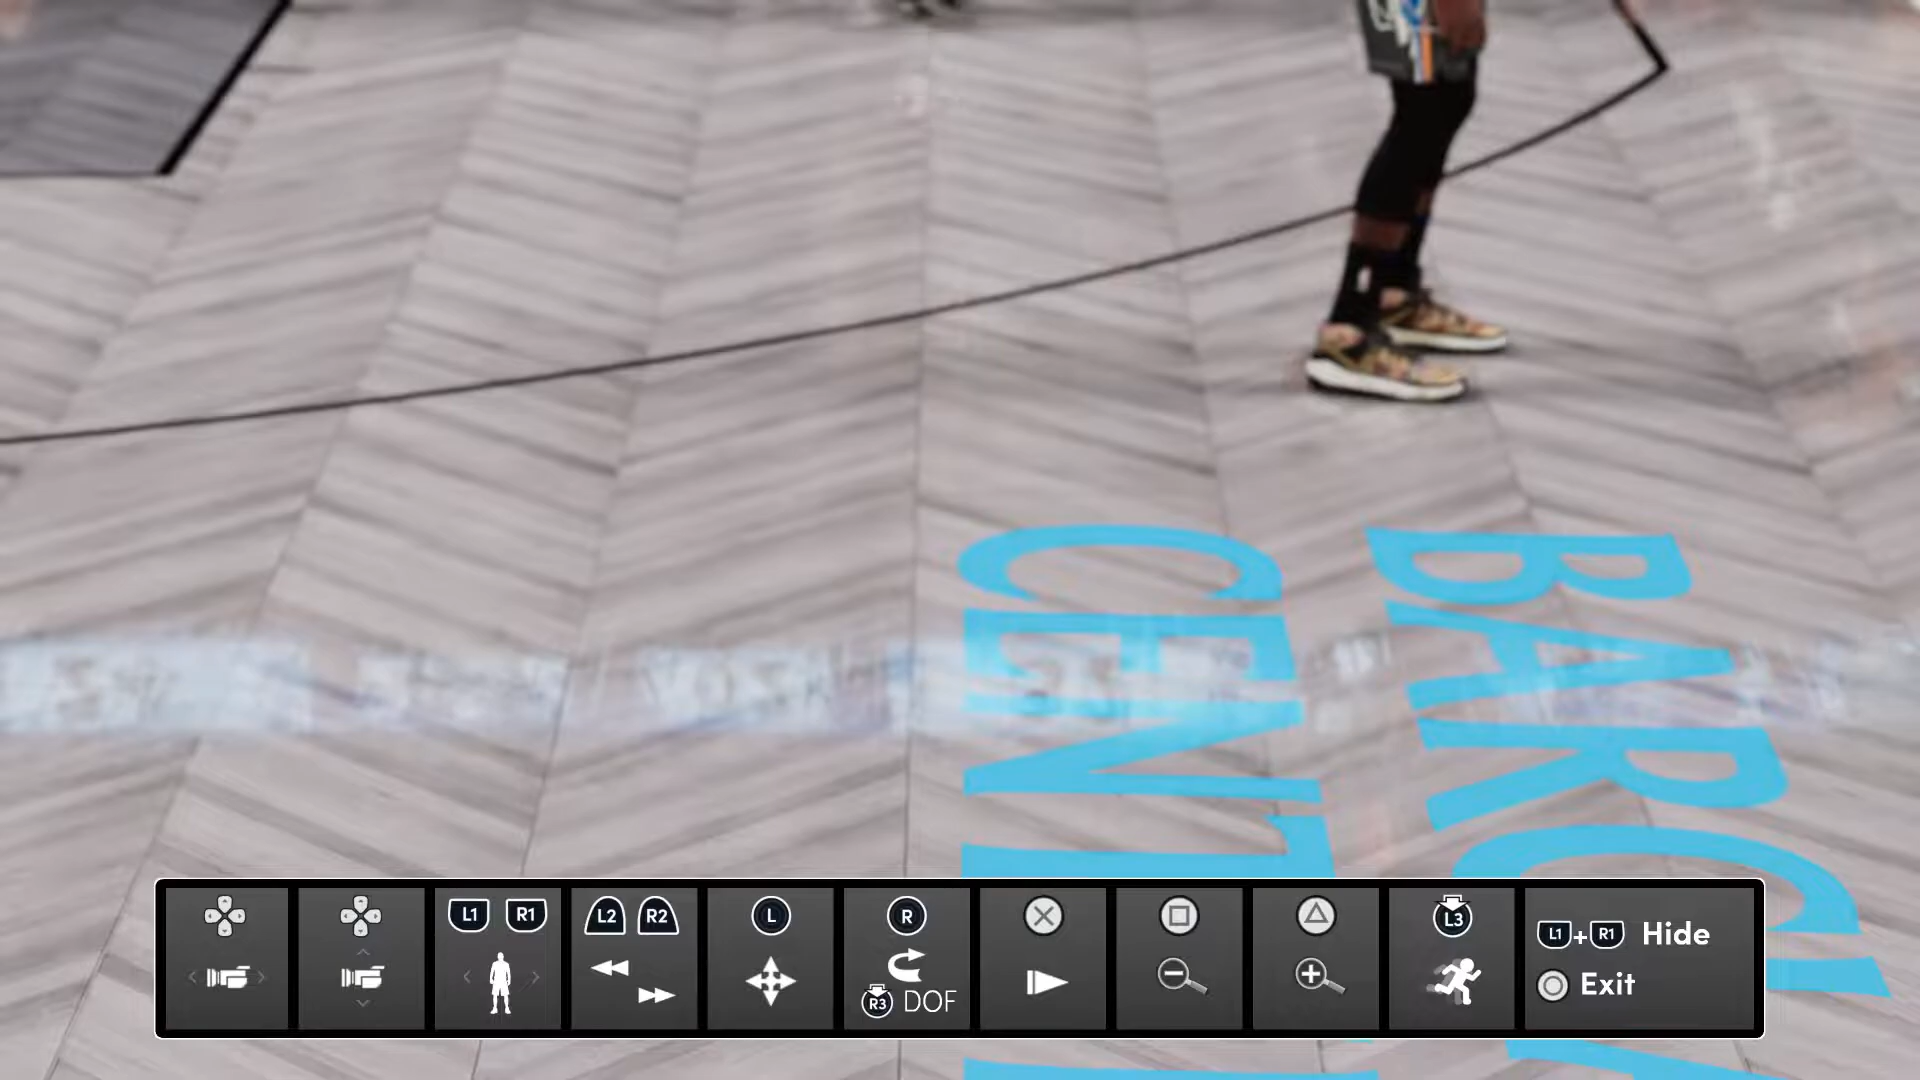 CENT
BARCL
L1 R1
L2 R2
L
R
R3 DOF
L3
L1+R1 Hide
Exit